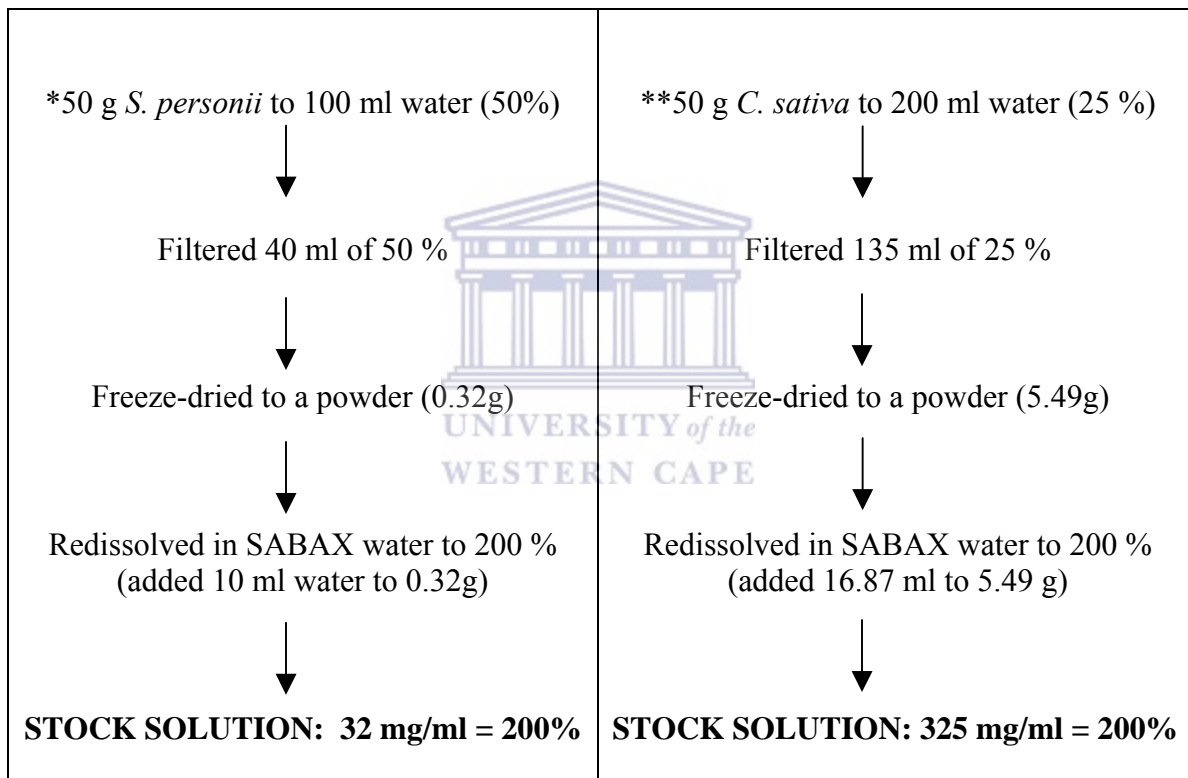 *50 g S. personii to 100 ml water (50%)
Filtered 40 ml of 50 %
Freeze-dried to a powder (0.32g)
Redissolved in SABAX water to 200 %
(added 10 ml water to 0.32g)
STOCK SOLUTION: 32 mg/ml = 200%
**50 g C. sativa to 200 ml water (25 %)
Filtered 135 ml of 25 %
Freeze-dried to a powder (5.49g)
Redissolved in SABAX water to 200 %
(added 16.87 ml to 5.49 g)
STOCK SOLUTION: 325 mg/ml = 200%
UNIVERSITY of the
WESTERN CAPE